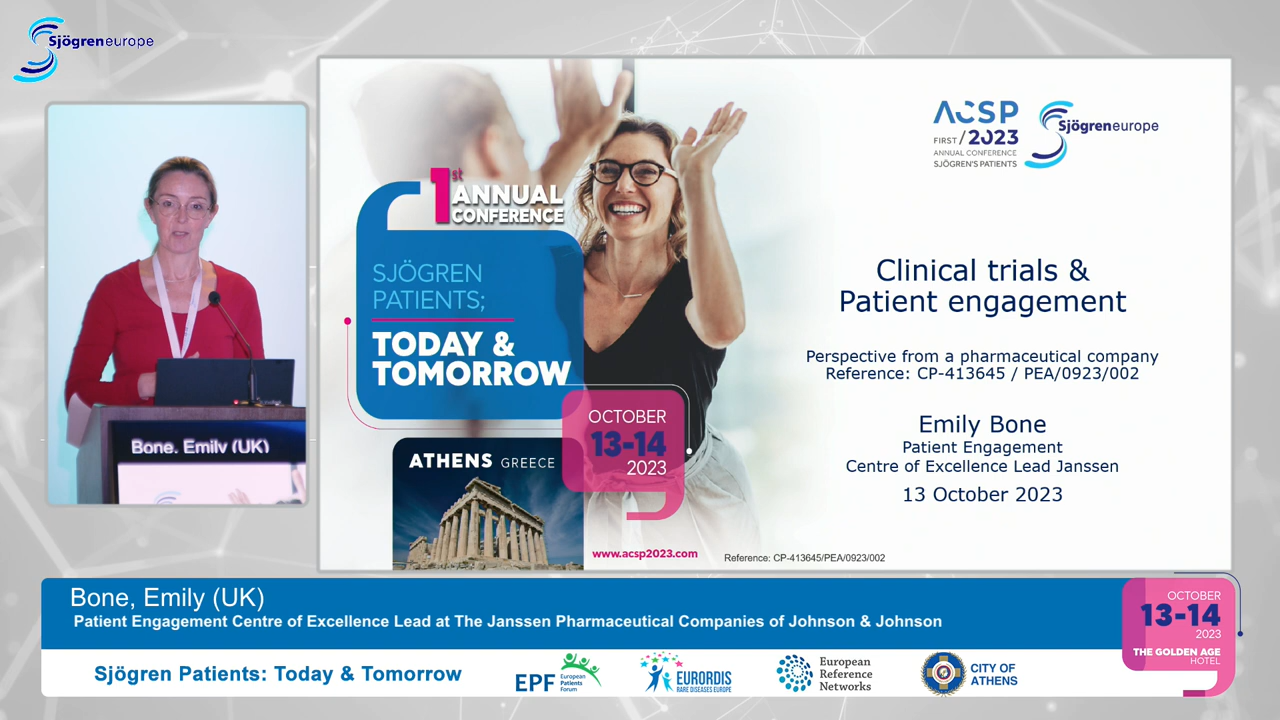 Sjögreneurope
Bone, Emily (UK)
1st
ANNUAL
CONFERENCE
SJÖGREN
PATIENTS;
TODAY &
TOMORROW
OCTOBER
13-14
2023
ATHENS GREECE
www.acsp2023.com
ACSP
FIRST / 2023
ANNUAL CONFERENCE
SJÖGREN'S PATIENTS
Sjögreneurope
Clinical trials &
Patient engagement
Perspective from a pharmaceutical company
Reference: CP-413645 / PEA/0923/002
Emily Bone
Patient Engagement
Centre of Excellence Lead Janssen
13 October 2023
Reference: CP-413645/PEA/0923/002
Bone, Emily (UK)
Patient Engagement Centre of Excellence Lead at The Janssen Pharmaceutical Companies of Johnson & Johnson
OCTOBER
13-14
2023
THE GOLDEN AGE
HOTEL
Sjögren Patients: Today & Tomorrow
EPF European
Patients
Forum
EURORDIS
RARE DISEASES EUROPE
European
Reference
Networks
CITY OF
ATHENS